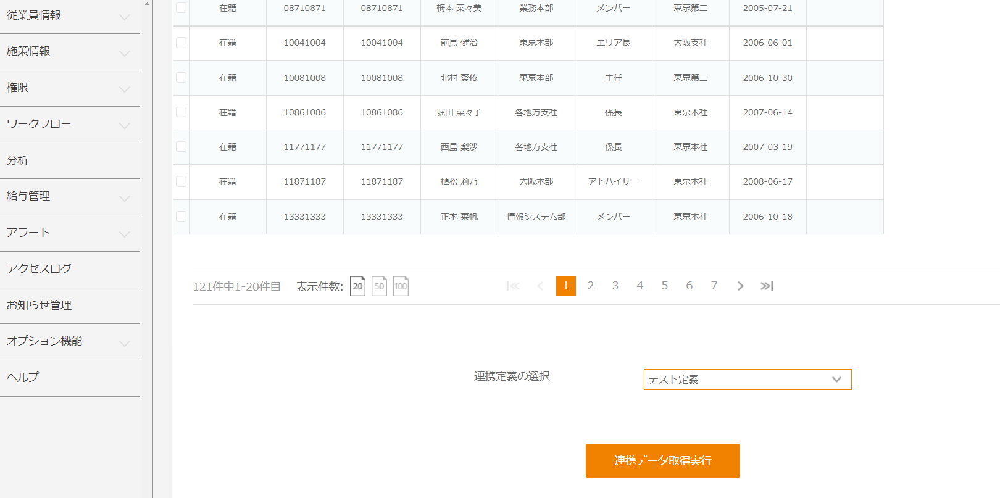 従業員情報
施策情報
権限
ワークフロー
分析
給与管理
アラート
アクセスログ
お知らせ管理
オプション機能
ヘルプ
在籍 08710871 08710871 梅本 菜々美 業務本部 メンバー 東京第二 2005-07-21
在籍 10041004 10041004 前島 健治 東京本部 エリア長 大阪支社 2006-06-01
在籍 10081008 10081008 北村 葵依 東京本部 主任 東京第二 2006-10-30
在籍 10861086 10861086 堀田 菜々子 各地方支社 係長 東京本社 2007-06-14
在籍 11771177 11771177 西島 梨沙 各地方支社 係長 東京本社 2007-03-19
在籍 11871187 11871187 植松 莉乃 大阪本部 アドバイザー 東京本社 2008-06-17
在籍 13331333 13331333 正木 菜帆 情報システム部 メンバー 東京本社 2006-10-18
121件中1-20件目 表示件数: 20 50 100 1 2 3 4 5 6 7
連携定義の選択 テスト定義
連携データ取得実行